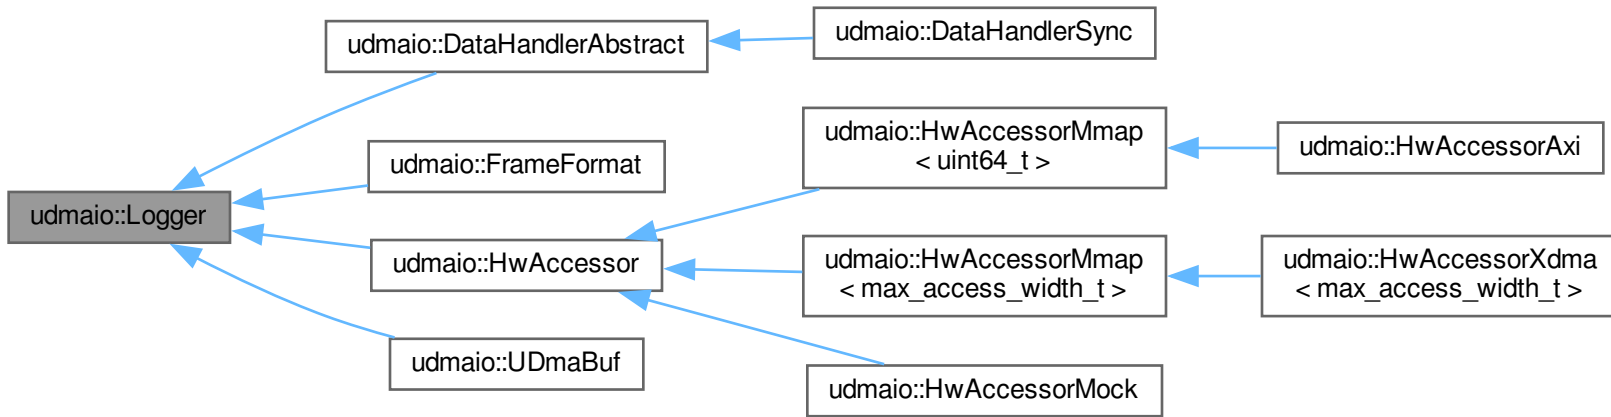 udmaio::Logger
udmaio::DataHandlerAbstract
udmaio::DataHandlerSync
udmaio::FrameFormat
udmaio::HwAccessor
udmaio::HwAccessorMmap
< uint64_t >
udmaio::HwAccessorAxi
udmaio::HwAccessorMmap
< max_access_width_t >
udmaio::HwAccessorXdma
< max_access_width_t >
udmaio::HwAccessorMock
udmaio::UDmaBuf